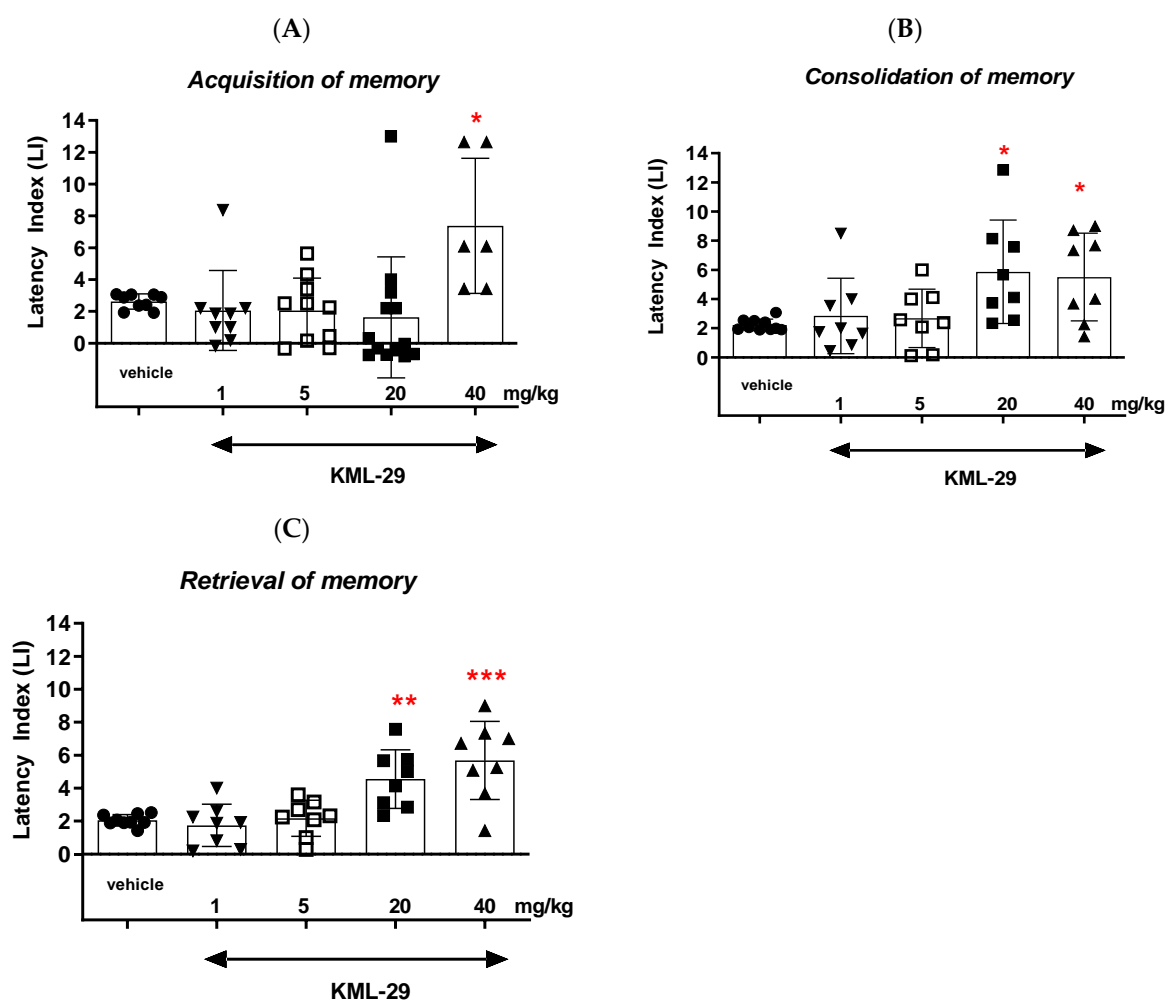 (A)
Acquisition of memory
Latency Index (LI)
14
12
10
8
6
4
2
0
*
vehicle
1 5 20 40 mg/kg
KML-29
(B)
Consolidation of memory
Latency Index (LI)
14
12
10
8
6
4
2
0
*
*
vehicle
1 5 20 40 mg/kg
KML-29
(C)
Retrieval of memory
Latency Index (LI)
14
12
10
8
6
4
2
0
**
***
vehicle
1 5 20 40 mg/kg
KML-29